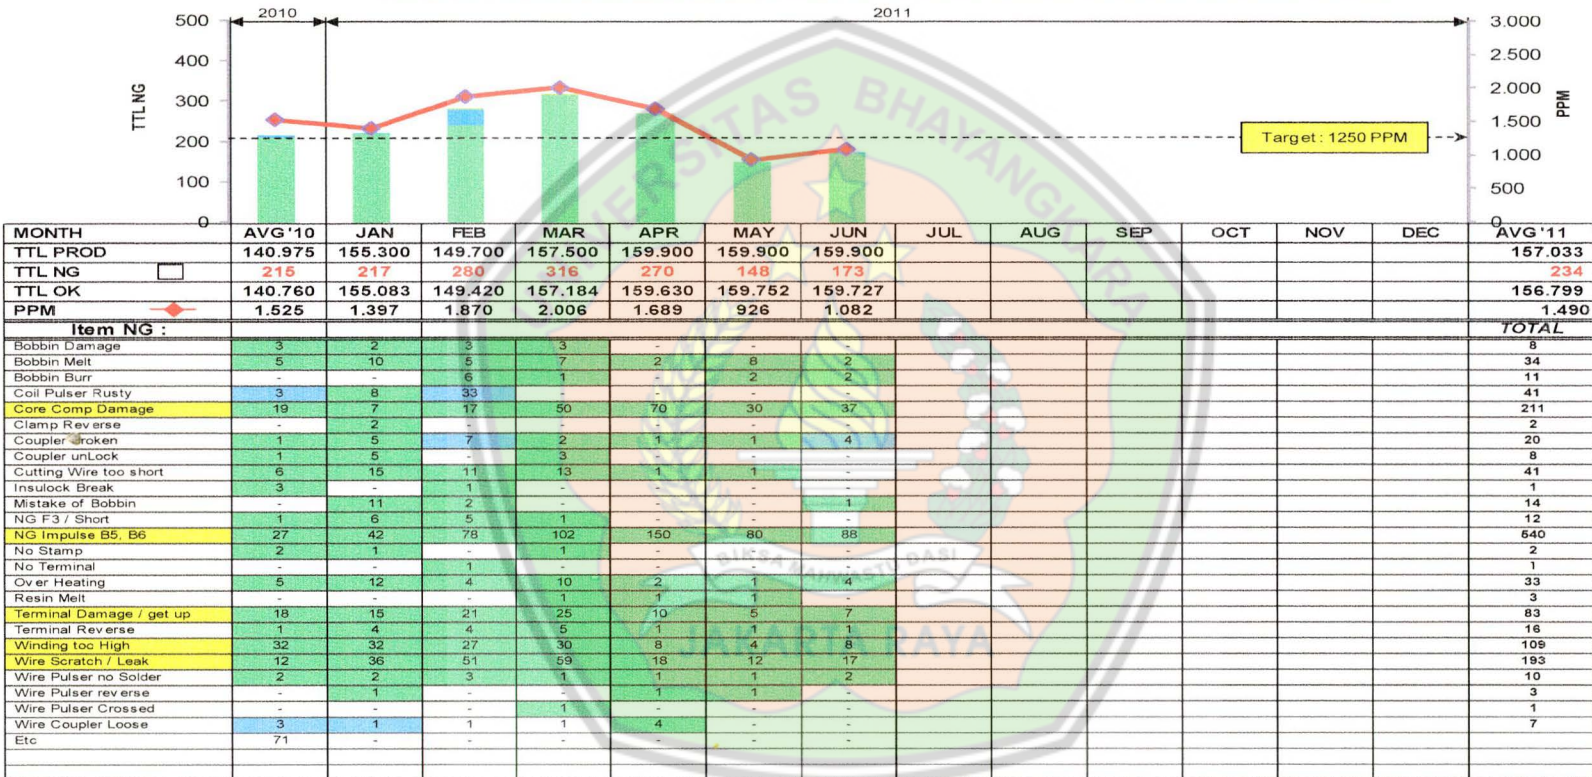 2010 2011
500 3.000
2.500
400
2.000
300
TTL NG
1.500
PPM
200
Target : 1250 PPM
1.000
100
500
0 0
MONTH AVG '10 JAN FEB MAR APR MAY JUN JUL AUG SEP OCT NOV DEC AVG '11
TTL PROD 140.975 155.300 149.700 157.500 159.900 159.900 159.900 157.033
TTL NG 215 217 280 316 270 148 173 234
TTL OK 140.760 155.083 149.420 157.184 159.630 159.752 159.727 156.799
PPM 1.525 1.397 1.870 2.006 1.689 926 1.082 1.490
Item NG : TOTAL
Bobbin Damage 3 2 3 3 - - - 8
Bobbin Melt 5 10 5 7 2 8 2 34
Bobbin Burr - - 6 1 - 2 2 11
Coil Pulser Rusty 3 8 33 - - - - 41
Core Comp Damage 19 7 17 50 70 30 37 211
Clamp Reverse - 2 - - - - - 2
Coupler Broken 1 5 7 2 1 1 4 20
Coupler unLock 1 5 - 3 - - - 8
Cutting Wire too short 6 15 11 13 1 1 - 41
Insulock Break 3 - 1 - - - - 1
Mistake of Bobbin - 11 2 - - - 1 14
NG F3 / Short 1 6 5 1 - - - 12
NG Impulse B5, B6 27 42 78 102 150 80 88 540
No Stamp 2 1 - 1 - - - 2
No Terminal - - 1 - - - - 1
Over Heating 5 12 4 10 2 1 4 33
Resin Melt - - - 1 1 1 - 3
Terminal Damage / get up 18 15 21 25 10 5 7 83
Terminal Reverse 1 4 4 5 1 1 1 16
Winding too High 32 32 27 30 8 4 8 109
Wire Scratch / Leak 12 36 51 59 18 12 17 193
Wire Pulser no Solder 2 2 3 1 1 1 2 10
Wire Pulser reverse - 1 - - 1 1 - 3
Wire Pulser Crossed - - - 1 - - - 1
Wire Coupler Loose 3 1 1 1 4 - - 7
Etc 71 - - - - - -
UNIVERSITAS BHAYANGKARA
BIKSA MAHWASTU DASI
JAKARTA RAYA